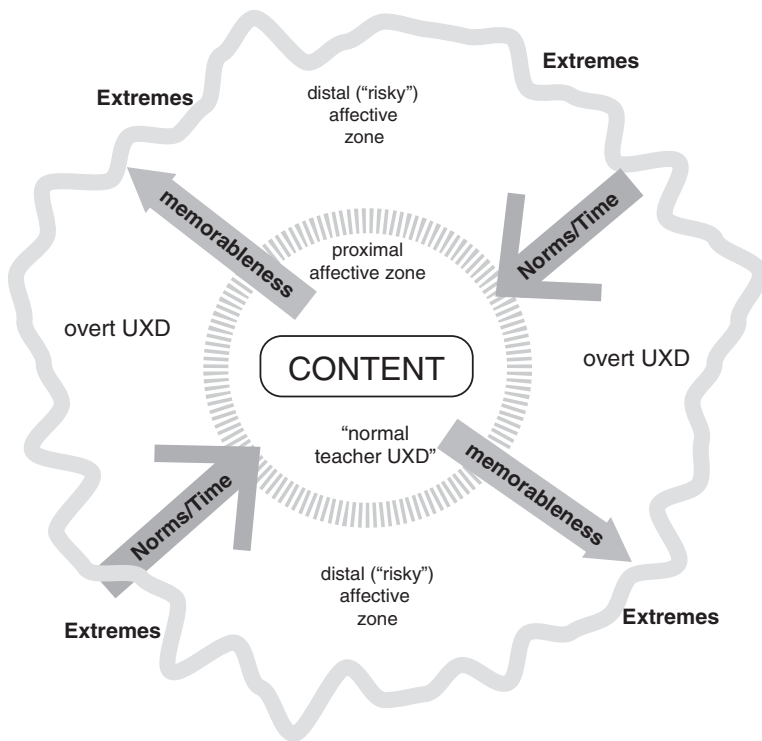 Extremes
Extremes
distal (“risky”)
affective
zone
memorableness
Norms/Time
proximal
affective zone
overt UXD
CONTENT
overt UXD
“normal
teacher UXD”
Norms/Time
memorableness
distal (“risky”)
affective
zone
Extremes
Extremes